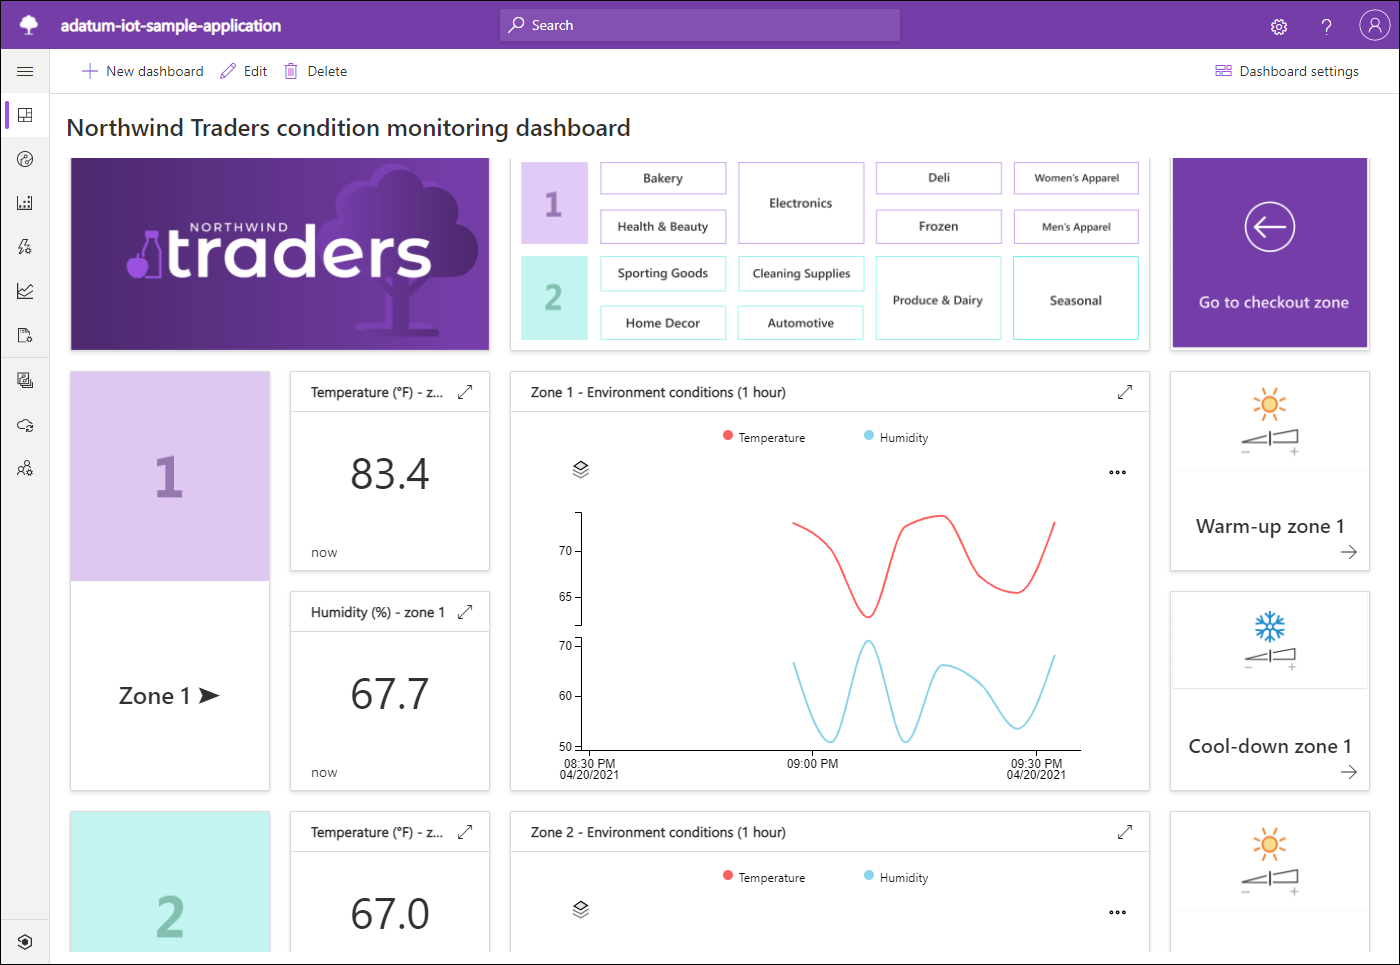 adatum-iot-sample-application
Search
?
New dashboard
Edit
Delete
Dashboard settings
Northwind Traders condition monitoring dashboard
NORTHWIND
traders
1
Bakery
Electronics
Deli
Women's Apparel
Health & Beauty
Frozen
Men's Apparel
2
Sporting Goods
Cleaning Supplies
Produce & Dairy
Seasonal
Home Decor
Automotive
Go to checkout zone
1
Zone 1
Temperature (°F) - z...
83.4
now
Humidity (%) - zone 1
67.7
now
Zone 1 - Environment conditions (1 hour)
Temperature
Humidity
70
65
70
60
50
08:30 PM
04/20/2021
09:00 PM
09:30 PM
04/20/2021
Warm-up zone 1
Cool-down zone 1
2
Temperature (°F) - z...
67.0
Zone 2 - Environment conditions (1 hour)
Temperature
Humidity